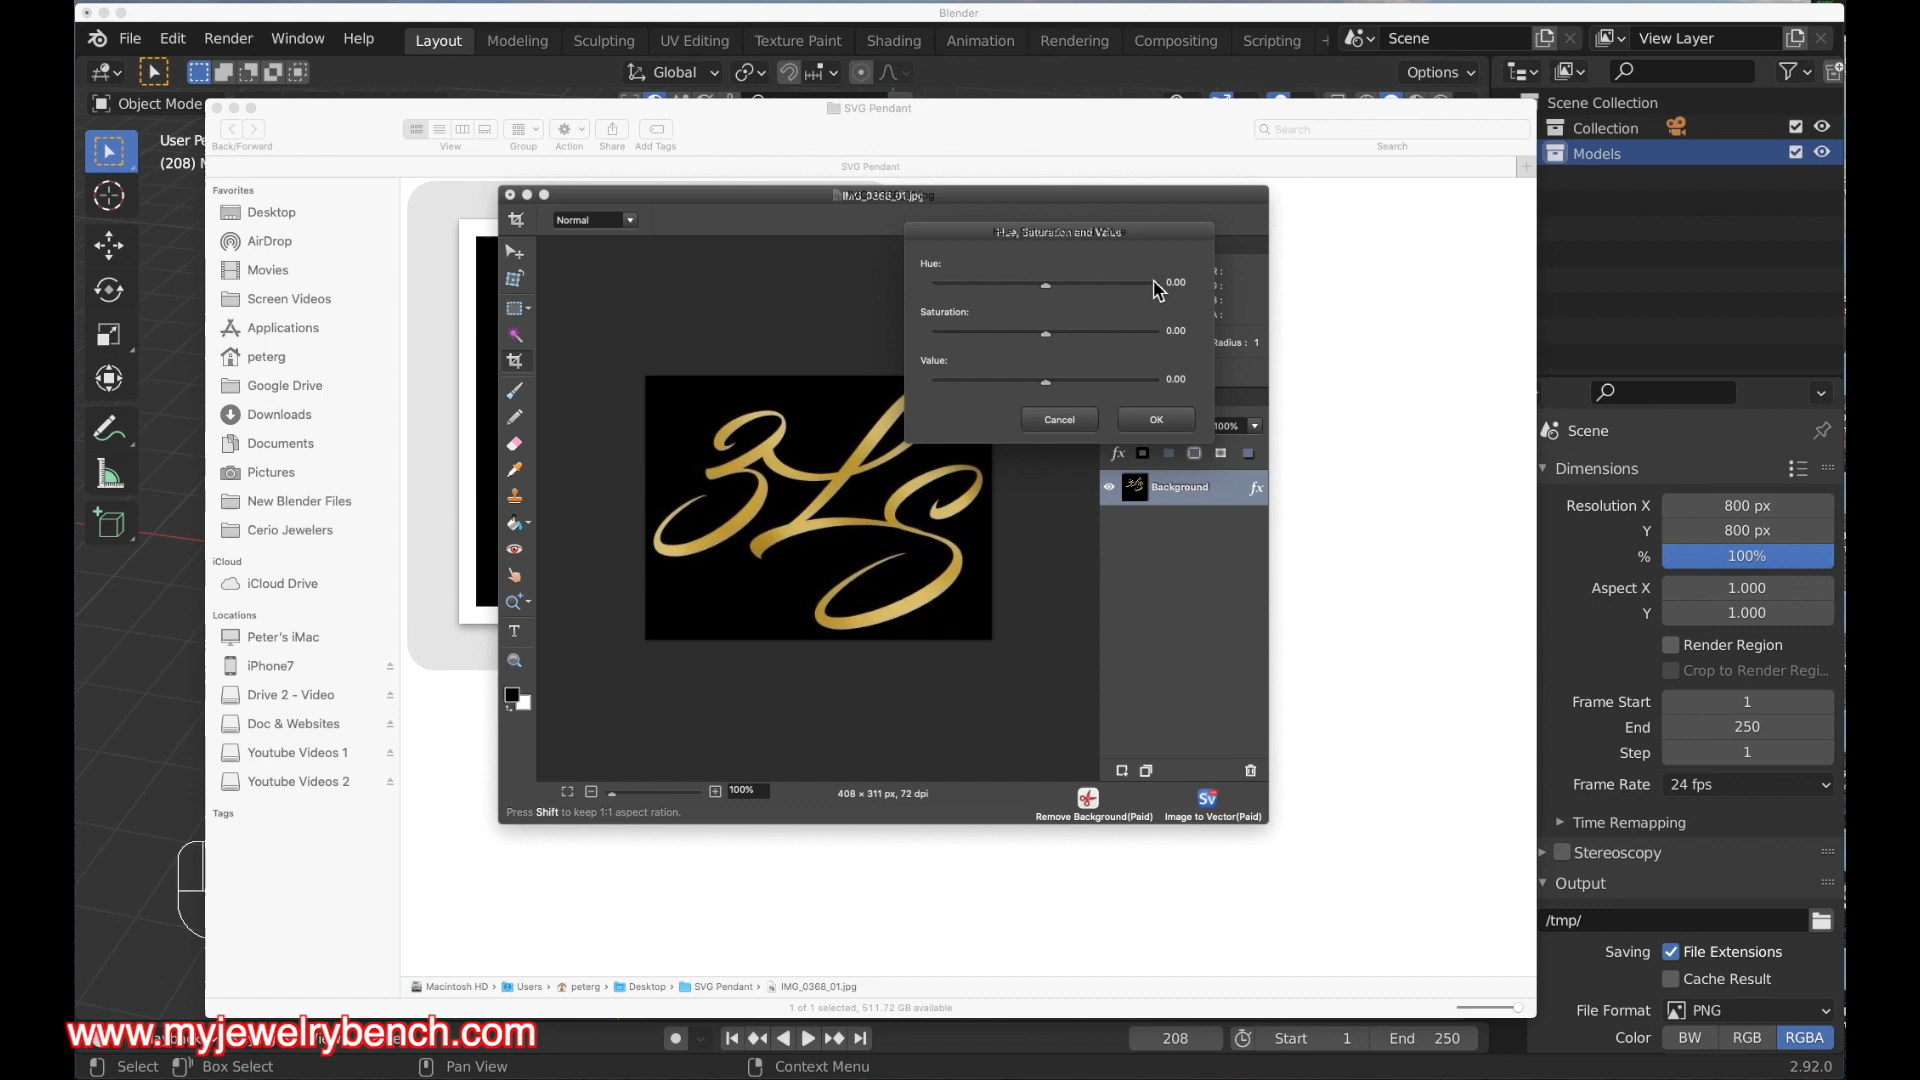 Blender
File Edit Render Window Help Layout Modeling Sculpting UV Editing Texture Paint Shading Animation Rendering Compositing Scripting Scene View Layer
Global Options
Object Mode
User
(208)
SVG Pendant
Back/Forward View Group Action Share Add Tags Search
Search
SVG Pendant
Favorites
Desktop
AirDrop
Movies
Screen Videos
Applications
peterg
Google Drive
Downloads
Documents
Pictures
New Blender Files
Cerio Jewelers
iCloud
iCloud Drive
Locations
Peter's iMac
iPhone7
Drive 2 - Video
Doc & Websites
Youtube Videos 1
Youtube Videos 2
Tags
IMG_0368_01.jpg
Normal
Hue, Saturation and Value
Hue:
0.00
Saturation:
0.00
Value:
0.00
Cancel OK
Radius : 1
100%
fx
Background fx
3LS
T
100% 408 × 311 px, 72 dpi
Press Shift to keep 1:1 aspect ration.
Sv
Remove Background(Paid) Image to Vector(Paid)
Macintosh HD › Users › peterg › Desktop › SVG Pendant › IMG_0368_01.jpg
1 of 1 selected, 511.72 GB available
Scene Collection
Collection
Models
Scene
Dimensions
Resolution X 800 px
Y 800 px
% 100%
Aspect X 1.000
Y 1.000
Render Region
Crop to Render Regi...
Frame Start 1
End 250
Step 1
Frame Rate 24 fps
Time Remapping
Stereoscopy
Output
/tmp/
Saving File Extensions
Cache Result
File Format PNG
Color BW RGB RGBA
www.myjewelrybench.com
208 Start 1 End 250
Select Box Select Pan View Context Menu 2.92.0